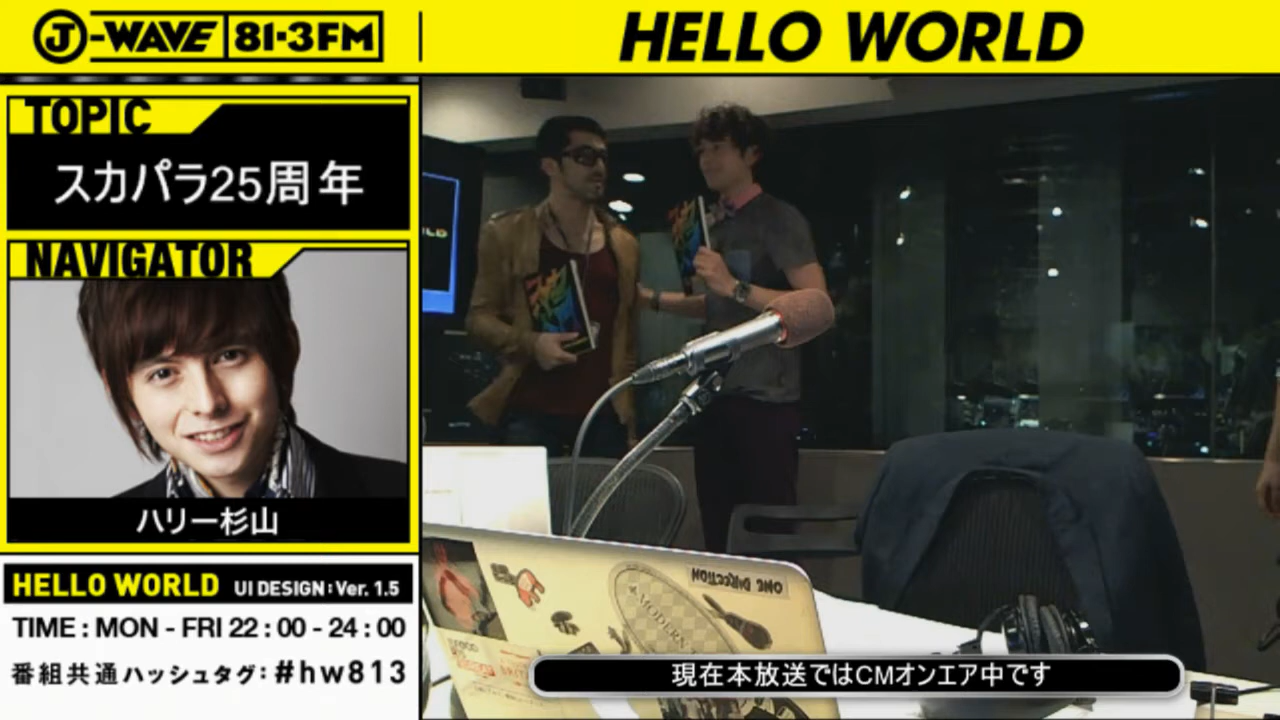 J-WAVE 81.3FM
HELLO WORLD
TOPIC
スカパラ25周年
NAVIGATOR
ハリー杉山
HELLO WORLD UI DESIGN:Ver. 1.5
TIME : MON - FRI 22 : 00 - 24 : 00
番組共通ハッシュタグ: #hw813
ONE DIRECTION
MODERN
現在本放送ではCMオンエア中です